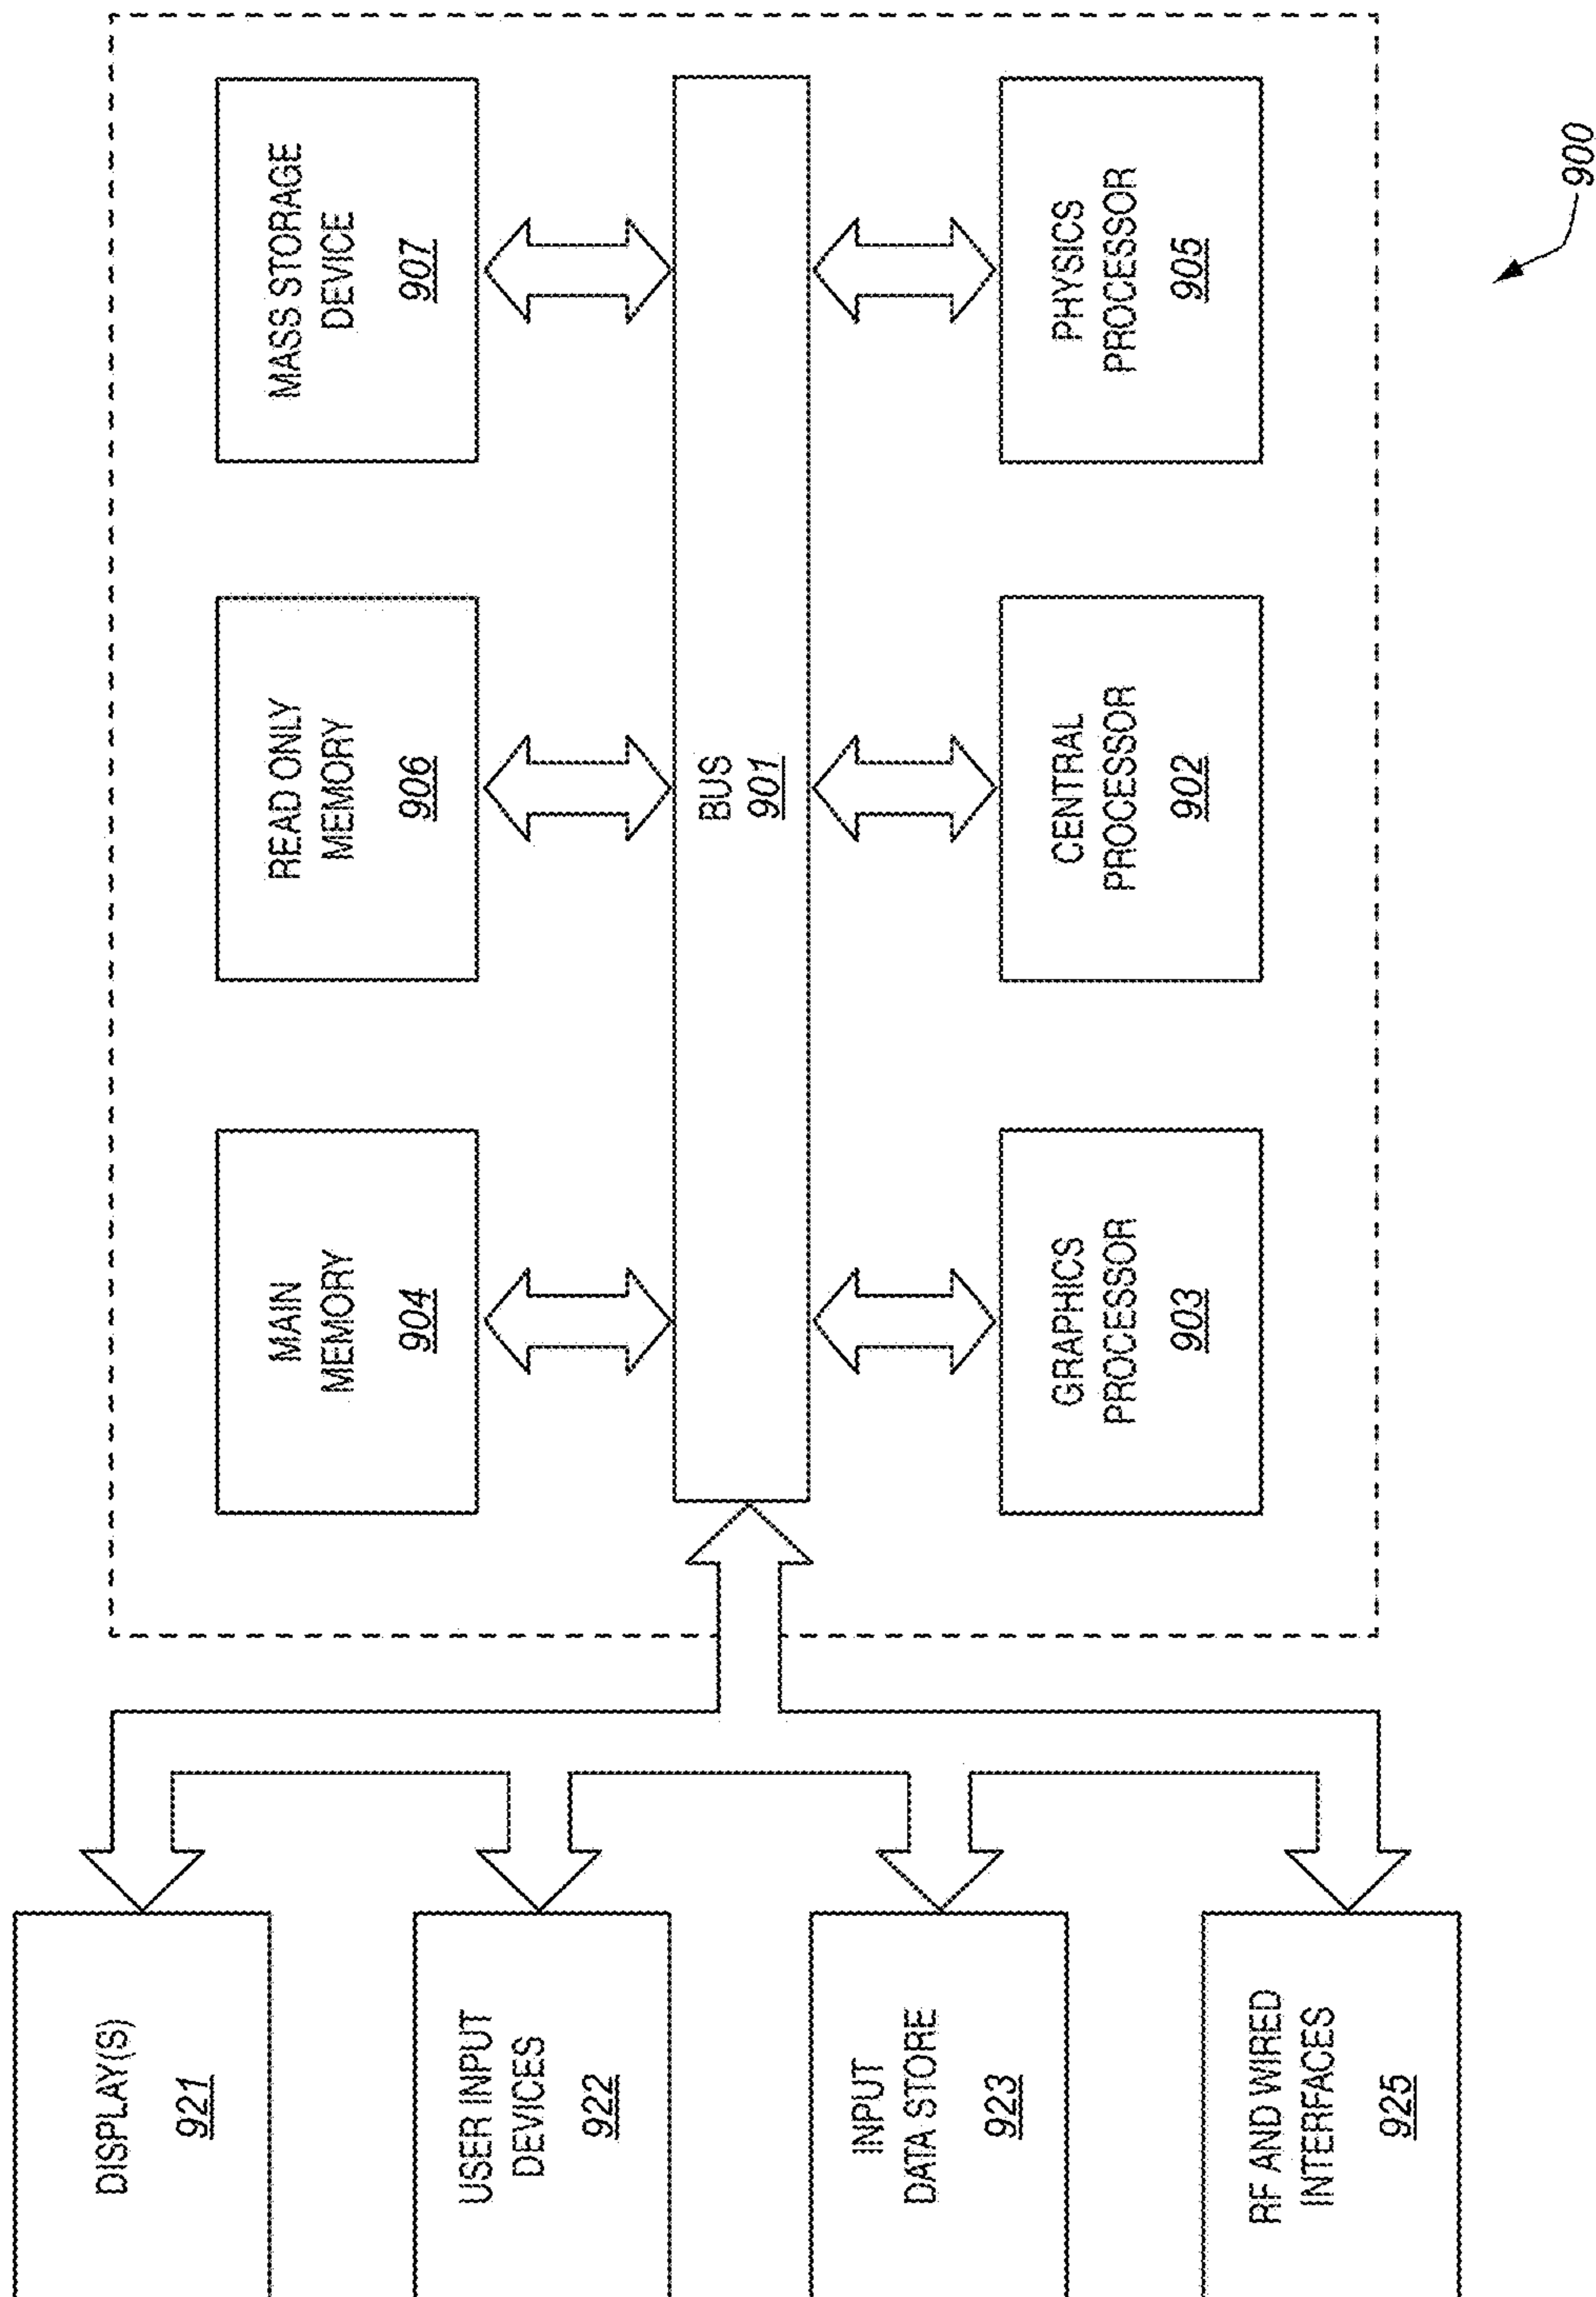 DISPLAY(S)
921
USER INPUT
DEVICES
922
INPUT
DATA STORE
923
RF AND WIRED
INTERFACES
925
MAIN
MEMORY
904
READ ONLY
MEMORY
906
MASS STORAGE
DEVICE
907
BUS
901
GRAPHICS
PROCESSOR
903
CENTRAL
PROCESSOR
902
PHYSICS
PROCESSOR
905
900